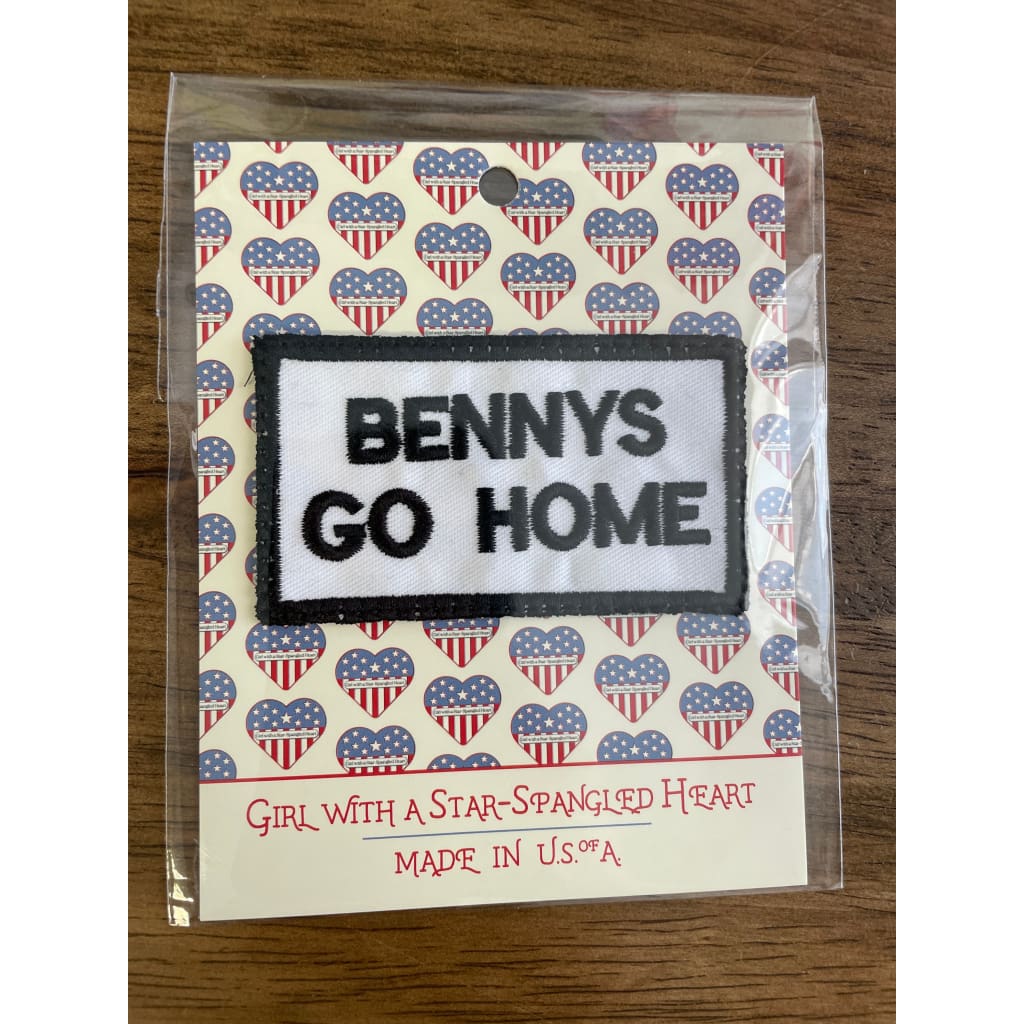 BENNYS
GO HOME
GIRL WITH A STAR-SPANGLED HEART
MADE IN U.S. OF A.